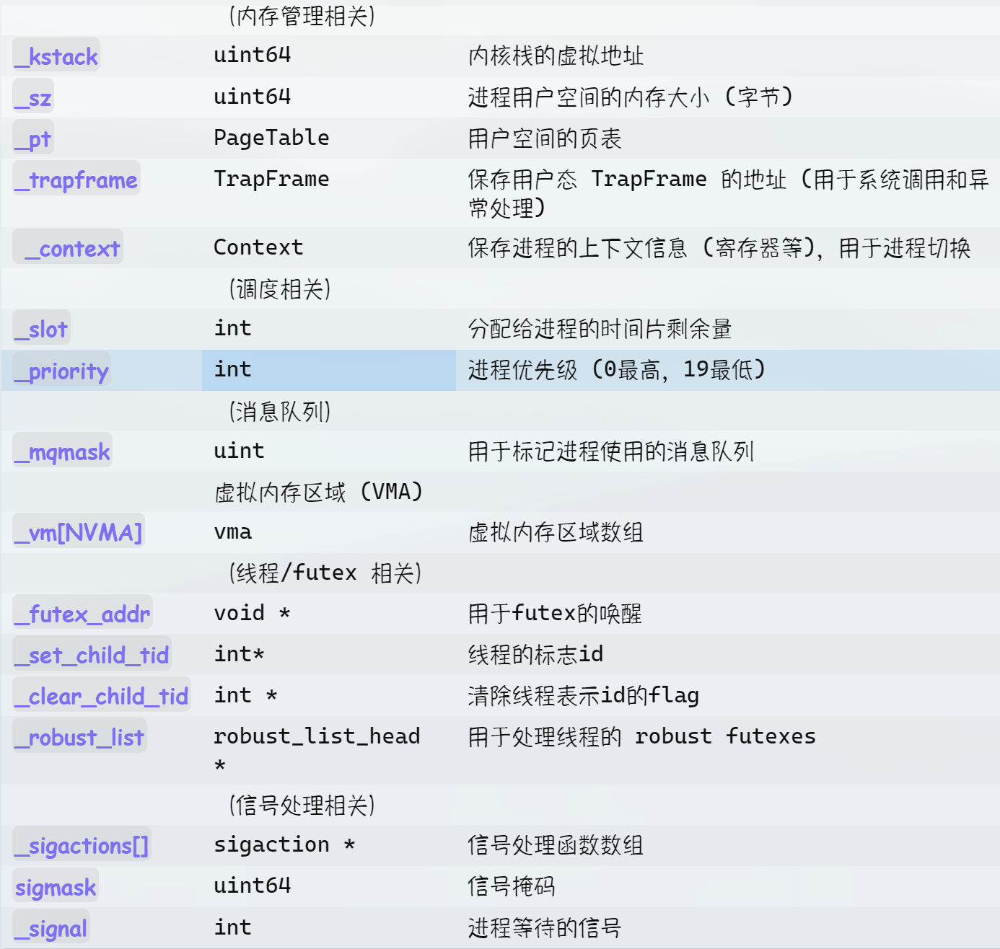 (内存管理相关)
_kstack uint64 内核栈的虚拟地址
_sz uint64 进程用户空间的内存大小 (字节)
_pt PageTable 用户空间的页表
_trapframe TrapFrame 保存用户态 TrapFrame 的地址 (用于系统调用和异
常处理)
_context Context 保存进程的上下文信息 (寄存器等), 用于进程切换
(调度相关)
_slot int 分配给进程的时间片剩余量
_priority int 进程优先级 (0最高, 19最低)
(消息队列)
_mqmask uint 用于标记进程使用的消息队列
虚拟内存区域 (VMA)
_vm[NVMA] vma 虚拟内存区域数组
(线程/futex 相关)
_futex_addr void * 用于futex的唤醒
_set_child_tid int* 线程的标志id
_clear_child_tid int * 清除线程表示id的flag
_robust_list robust_list_head 用于处理线程的 robust futexes
*
(信号处理相关)
_sigactions[] sigaction * 信号处理函数数组
sigmask uint64 信号掩码
_signal int 进程等待的信号